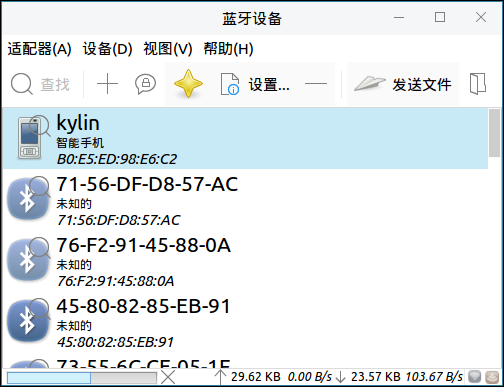 蓝牙设备
适配器(A) 设备(D) 视图(V) 帮助(H)
查找 设置... 发送文件
kylin
智能手机
B0:E5:ED:98:E6:C2
71-56-DF-D8-57-AC
未知的
71:56:DF:D8:57:AC
76-F2-91-45-88-0A
未知的
76:F2:91:45:88:0A
45-80-82-85-EB-91
未知的
45:80:82:85:EB:91
73-55-6C-CE-05-1E
29.62 KB 0.00 B/s 23.57 KB 103.67 B/s